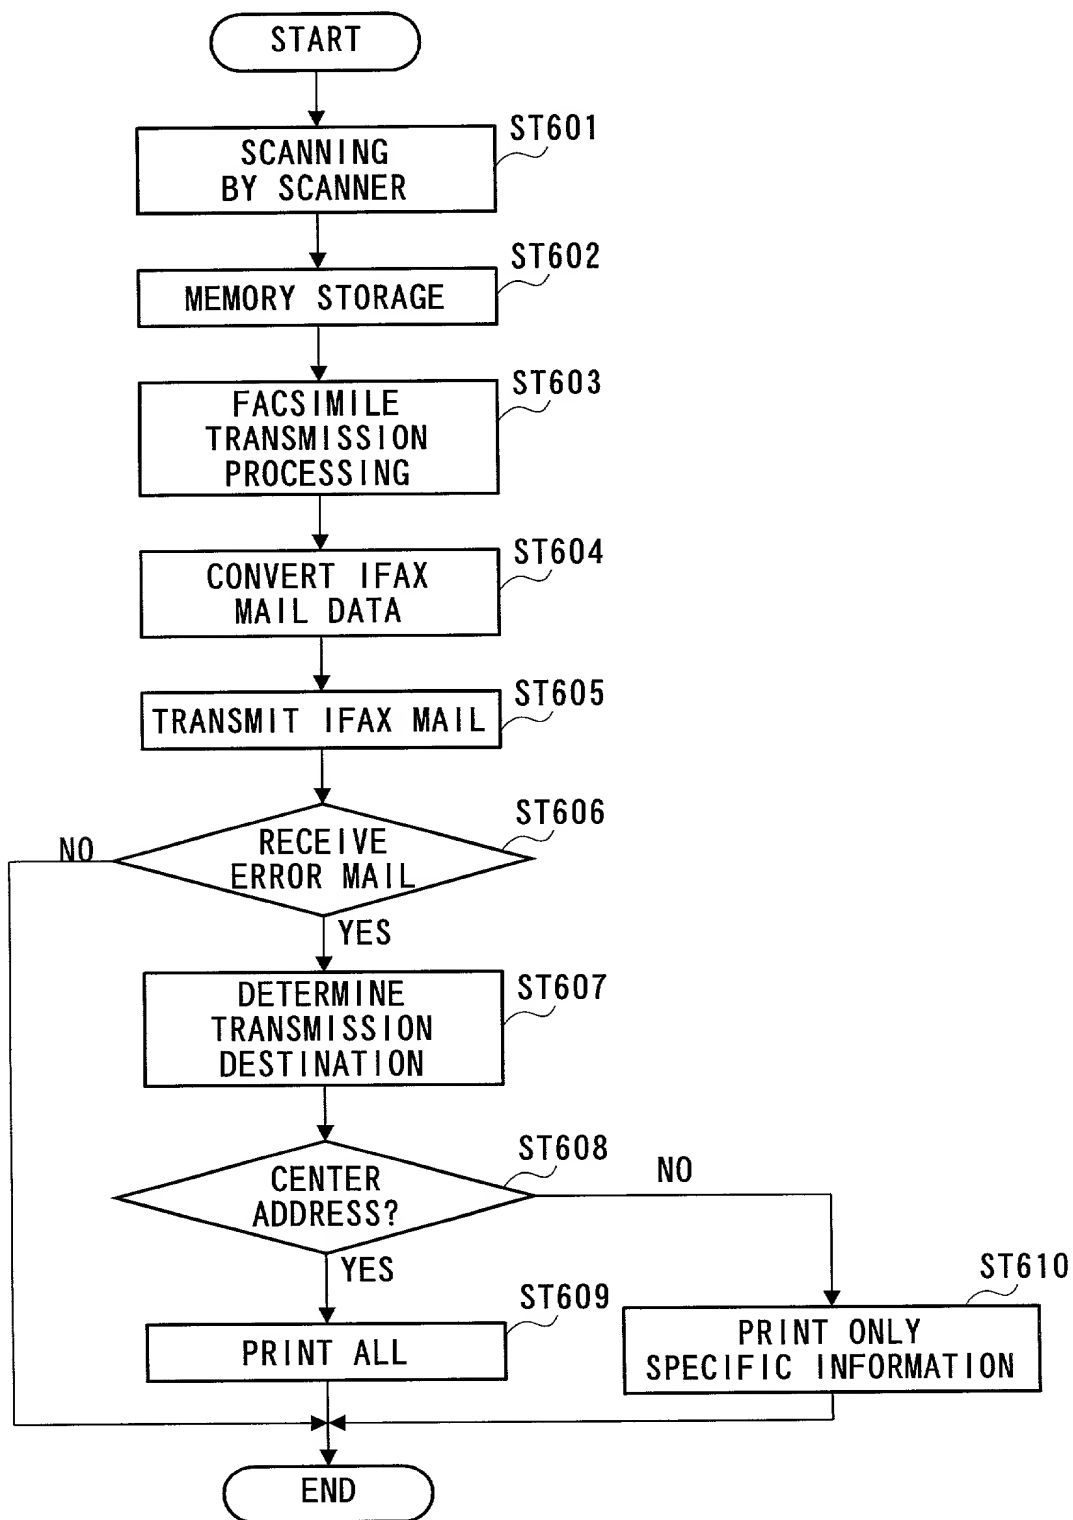 START
ST601
SCANNING
BY SCANNER
ST602
MEMORY STORAGE
ST603
FACSIMILE
TRANSMISSION
PROCESSING
ST604
CONVERT IFAX
MAIL DATA
ST605
TRANSMIT IFAX MAIL
ST606
NO
RECEIVE
ERROR MAIL
YES
ST607
DETERMINE
TRANSMISSION
DESTINATION
ST608
NO
CENTER
ADDRESS?
YES
ST609
PRINT ALL
ST610
PRINT ONLY
SPECIFIC INFORMATION
END